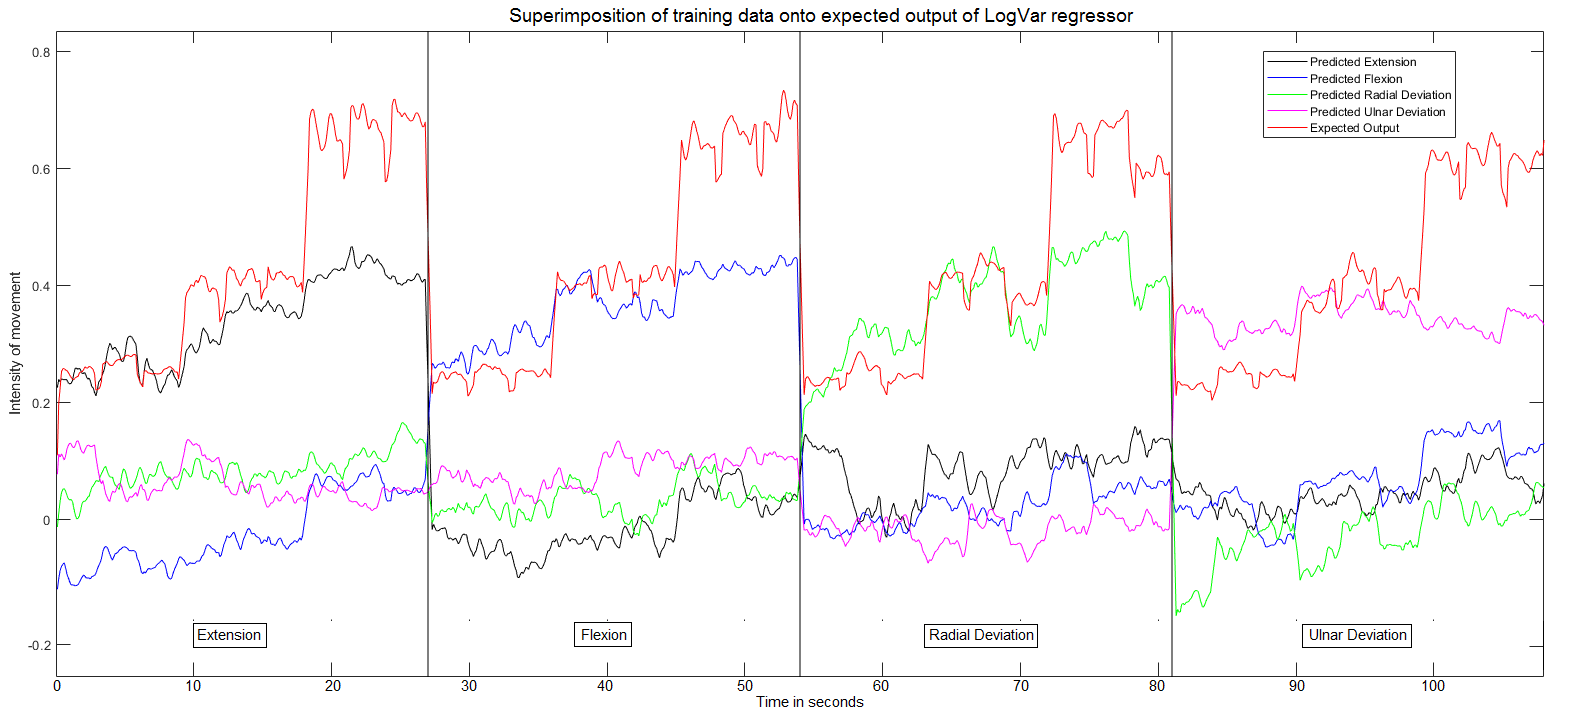 Superimposition of training data onto expected output of LogVar regressor
0.8
0.6
0.4
0.2
0
-0.2
Intensity of movement
Predicted Extension
Predicted Flexion
Predicted Radial Deviation
Predicted Ulnar Deviation
Expected Output
Extension
Flexion
Radial Deviation
Ulnar Deviation
0 10 20 30 40 50 60 70 80 90 100
Time in seconds